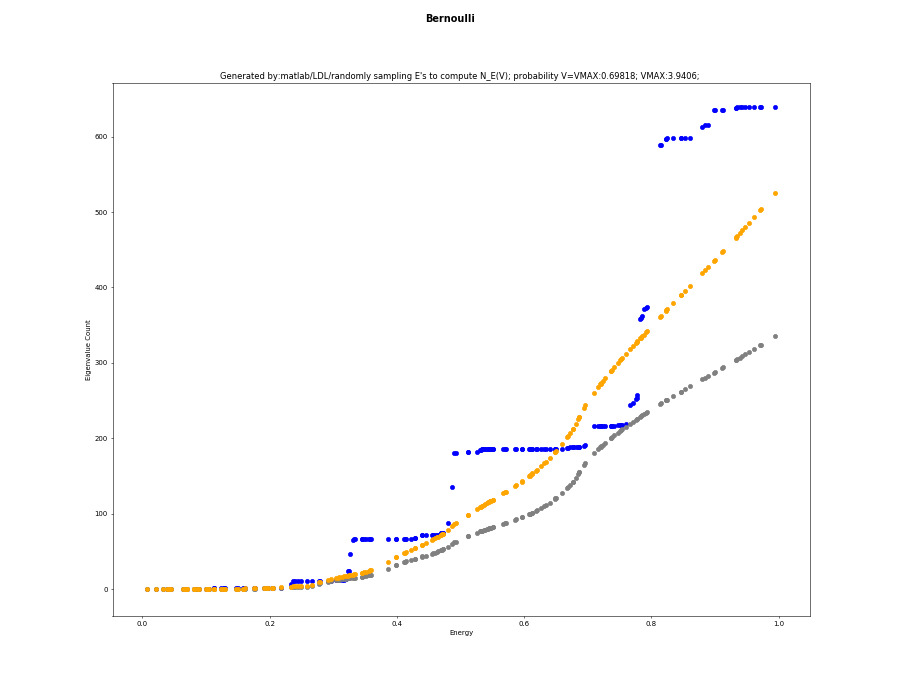 Bernoulli
Generated by:matlab/LDL/randomly sampling E's to compute N_E(V); probability V=VMAX:0.69818; VMAX:3.9406;
600
500
400
300
200
100
0
Eigenvalue Count
0.0 0.2 0.4 0.6 0.8 1.0
Energy